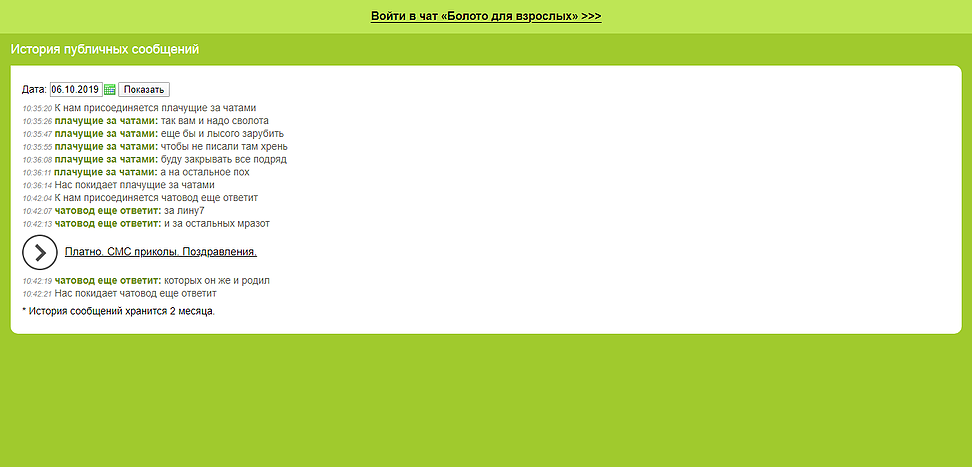 Войти в чат «Болото для взрослых» >>>
История публичных сообщений
Дата: 06.10.2019 Показать
10:35:20 К нам присоединяется плачущие за чатами
10:35:26 плачущие за чатами: так вам и надо сволота
10:35:47 плачущие за чатами: еще бы и лысого зарубить
10:35:55 плачущие за чатами: чтобы не писали там хрень
10:36:08 плачущие за чатами: буду закрывать все подряд
10:36:11 плачущие за чатами: а на остальное пох
10:36:14 Нас покидает плачущие за чатами
10:42:04 К нам присоединяется чатовод еще ответит
10:42:07 чатовод еще ответит: за лину7
10:42:13 чатовод еще ответит: и за остальных мразот
Платно. СМС приколы. Поздравления.
10:42:19 чатовод еще ответит: которых он же и родил
10:42:21 Нас покидает чатовод еще ответит
* История сообщений хранится 2 месяца.